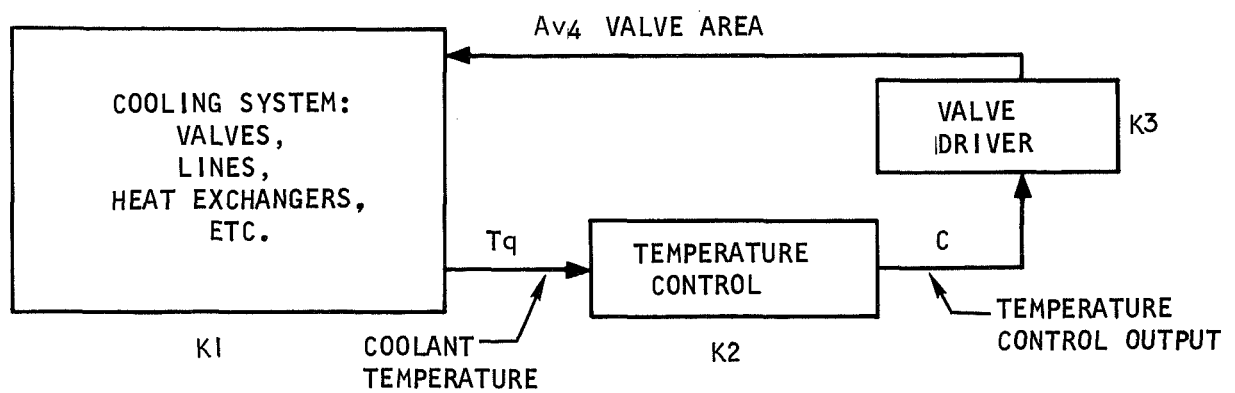 Av4 VALVE AREA
COOLING SYSTEM:
VALVES,
LINES,
HEAT EXCHANGERS,
ETC.
VALVE
DRIVER
K3
Tq
TEMPERATURE
CONTROL
C
K1
COOLANT
TEMPERATURE
K2
TEMPERATURE
CONTROL OUTPUT